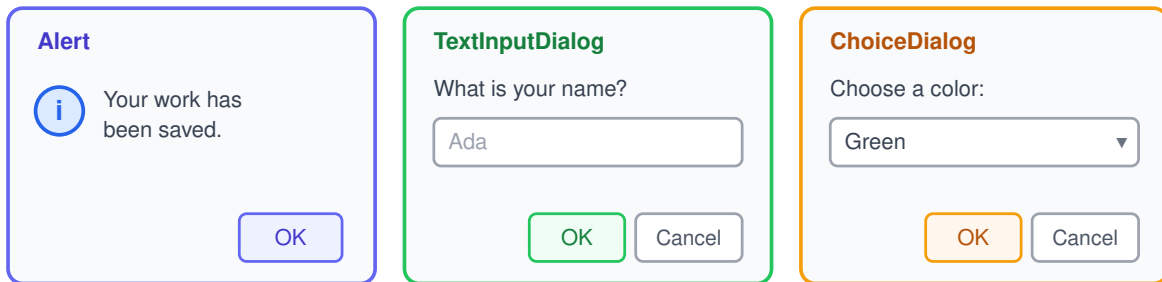 Alert
i
Your work has
been saved.
OK
TextInputDialog
What is your name?
Ada
OK
Cancel
ChoiceDialog
Choose a color:
Green
OK
Cancel